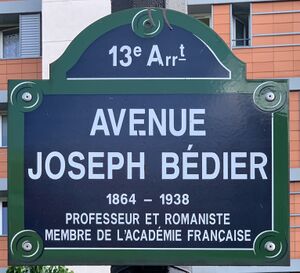 13e Arrt
AVENUE
JOSEPH BÉDIER
1864 – 1938
PROFESSEUR ET ROMANISTE
MEMBRE DE L'ACADÉMIE FRANÇAISE